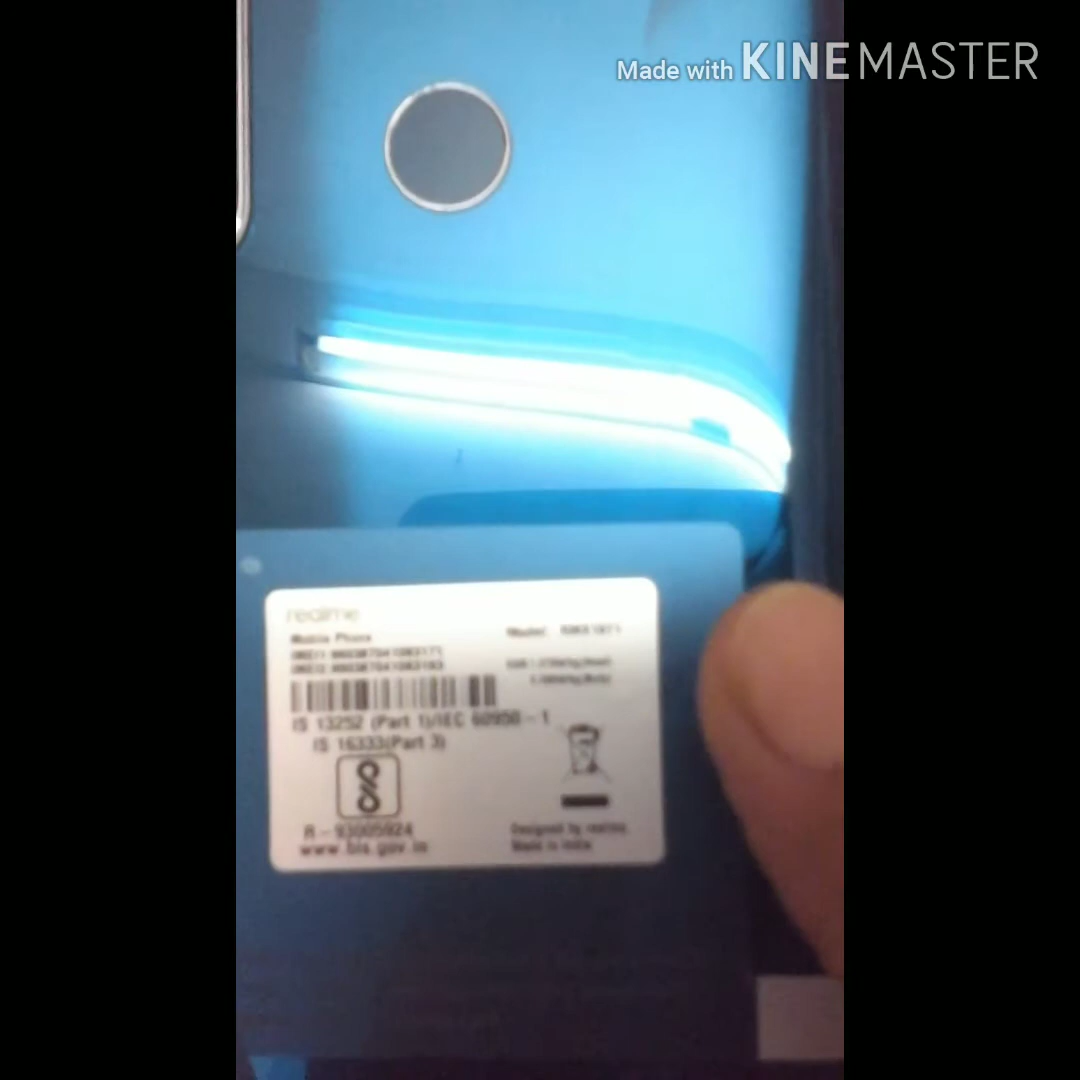 Made with KINEMASTER
realme
Mobile Phone
Model:
IS 13252 (Part 1)/IEC 60950-1
IS 16333(Part 3)
R-93005924
www.bis.gov.in
Designed by realme
Made in India